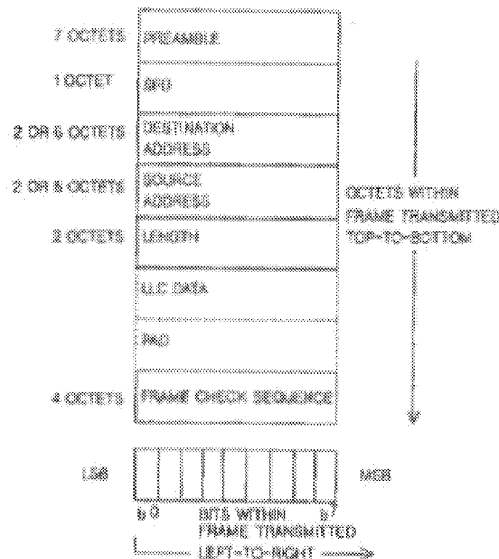 7 OCTETS PREAMBLE
1 OCTET SFD
2 OR 6 OCTETS DESTINATION
ADDRESS
2 OR 6 OCTETS SOURCE
ADDRESS
2 OCTETS LENGTH
OCTETS WITHIN
FRAME TRANSMITTED
TOP-TO-BOTTOM
LLC DATA
PAD
4 OCTETS FRAME CHECK SEQUENCE
LSB MSB
b0 BITS WITHIN b7
FRAME TRANSMITTED
LEFT-TO-RIGHT